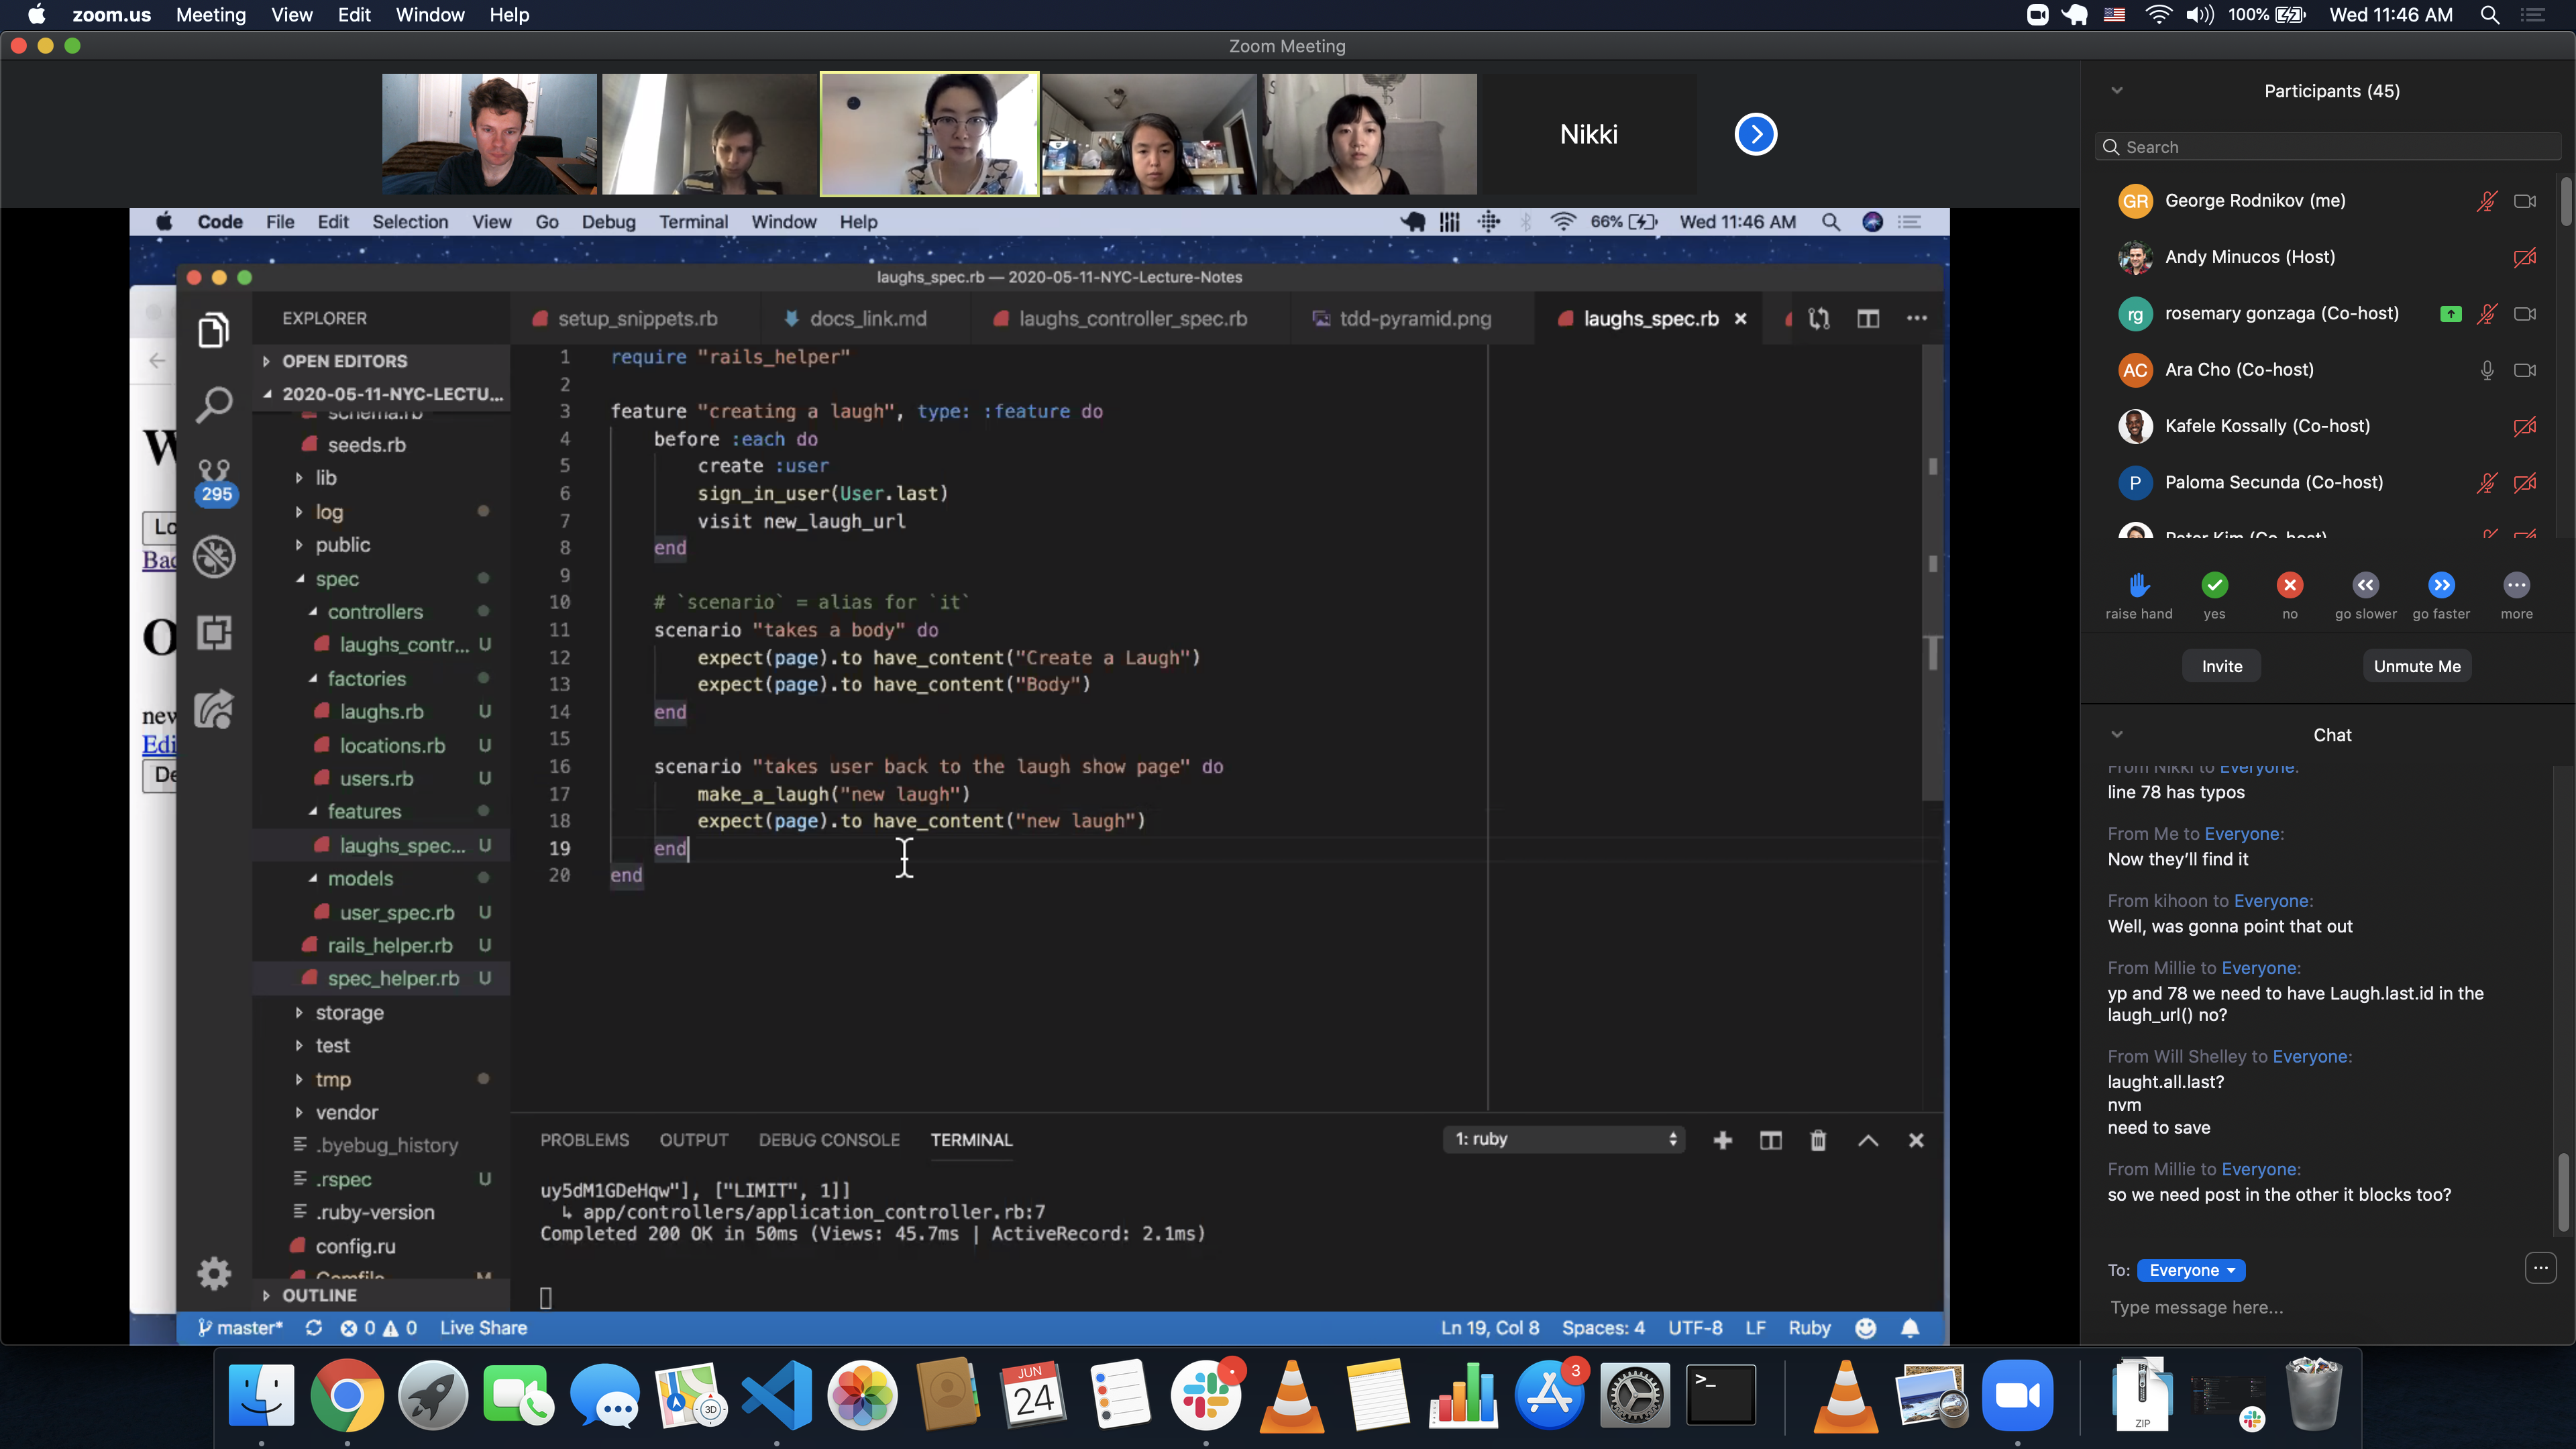 zoom.us Meeting View Edit Window Help
100% Wed 11:46 AM
Zoom Meeting
Nikki
Participants (45)
Search
GR George Rodnikov (me)
Andy Minucos (Host)
rg rosemary gonzaga (Co-host)
AC Ara Cho (Co-host)
Kafele Kossally (Co-host)
P Paloma Secunda (Co-host)
Peter Kim (Co-host)
raise hand yes no go slower go faster more
Invite Unmute Me
Chat
From Nikki to Everyone:
line 78 has typos
From Me to Everyone:
Now they'll find it
From kihoon to Everyone:
Well, was gonna point that out
From Millie to Everyone:
yp and 78 we need to have Laugh.last.id in the
laugh_url() no?
From Will Shelley to Everyone:
laught.all.last?
nvm
need to save
From Millie to Everyone:
so we need post in the other it blocks too?
To: Everyone
Type message here...
Code File Edit Selection View Go Debug Terminal Window Help
66% Wed 11:46 AM
laughs_spec.rb — 2020-05-11-NYC-Lecture-Notes
W
Lo
Bac
O
new
Edi
De
295
EXPLORER
OPEN EDITORS
2020-05-11-NYC-LECTU...
schema.rb
seeds.rb
lib
log
public
spec
controllers
laughs_contr... U
factories
laughs.rb U
locations.rb U
users.rb U
features
laughs_spec... U
models
user_spec.rb U
rails_helper.rb U
spec_helper.rb U
storage
test
tmp
vendor
.byebug_history
.rspec U
.ruby-version
config.ru
Gemfile M
OUTLINE
setup_snippets.rb docs_link.md laughs_controller_spec.rb tdd-pyramid.png laughs_spec.rb
1 require "rails_helper"
2
3 feature "creating a laugh", type: :feature do
4 before :each do
5 create :user
6 sign_in_user(User.last)
7 visit new_laugh_url
8 end
9
10 # `scenario` = alias for `it`
11 scenario "takes a body" do
12 expect(page).to have_content("Create a Laugh")
13 expect(page).to have_content("Body")
14 end
15
16 scenario "takes user back to the laugh show page" do
17 make_a_laugh("new laugh")
18 expect(page).to have_content("new laugh")
19 end
20 end
PROBLEMS OUTPUT DEBUG CONSOLE TERMINAL
1: ruby
uy5dM1GDeHqw"], ["LIMIT", 1]]
↳ app/controllers/application_controller.rb:7
Completed 200 OK in 50ms (Views: 45.7ms | ActiveRecord: 2.1ms)
master* 0 0 Live Share
Ln 19, Col 8 Spaces: 4 UTF-8 LF Ruby
3D
JUN
24
3
>_
ZIP